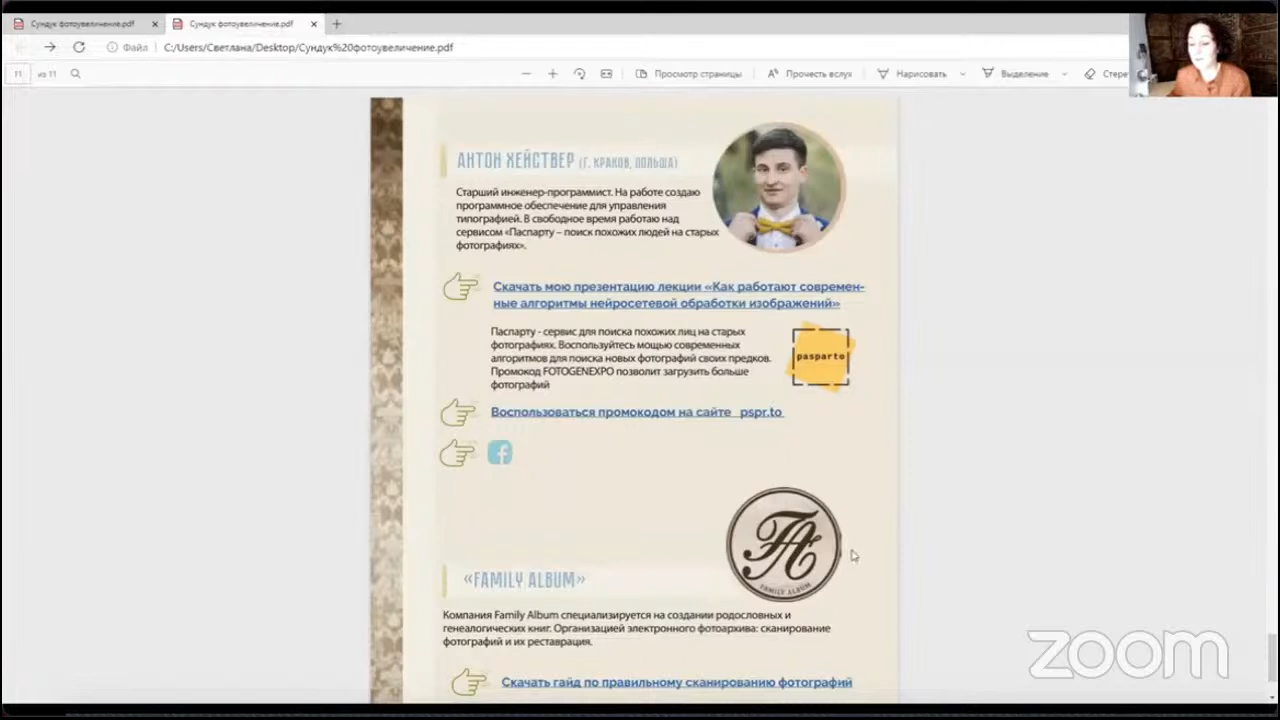 Сундук фотоувеличение.pdf
Сундук фотоувеличение.pdf
Файл
C:/Users/Светлана/Desktop/Сундук%20фотоувеличение.pdf
11 из 11
Просмотр страницы
Прочесть вслух
Нарисовать
Выделение
Стере
АНТОН ХЕЙСТВЕР (Г. КРАКОВ, ПОЛЬША)
Старший инженер-программист. На работе создаю
программное обеспечение для управления
типографией. В свободное время работаю над
сервисом «Паспарту – поиск похожих людей на старых
фотографиях».
Скачать мою презентацию лекции «Как работают современ-
ные алгоритмы нейросетевой обработки изображений»
Паспарту - сервис для поиска похожих лиц на старых
фотографиях. Воспользуйтесь мощью современных
алгоритмов для поиска новых фотографий своих предков.
Промокод FOTOGENEXPO позволит загрузить больше
фотографий
pasparto
Воспользоваться промокодом на сайте pspr.to
f
FA
FAMILY ALBUM
«FAMILY ALBUM»
Компания Family Album специализируется на создании родословных и
генеалогических книг. Организацией электронного фотоархива: сканирование
фотографий и их реставрация.
Скачать гайд по правильному сканированию фотографий
zoom